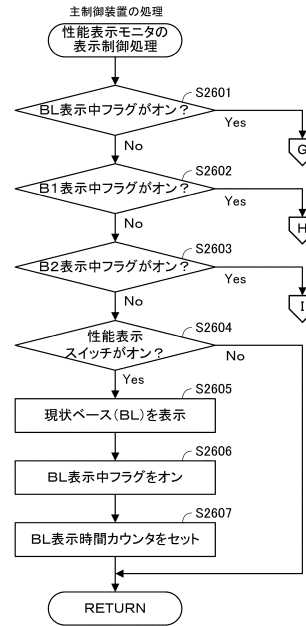 主制御装置の処理
性能表示モニタの
表示制御処理
S2601
BL表示中フラグがオン?
Yes
G
No
S2602
B1表示中フラグがオン?
Yes
H
No
S2603
B2表示中フラグがオン?
Yes
I
No
S2604
性能表示
スイッチがオン?
No
Yes
S2605
現状ベース(BL)を表示
S2606
BL表示中フラグをオン
S2607
BL表示時間カウンタをセット
RETURN